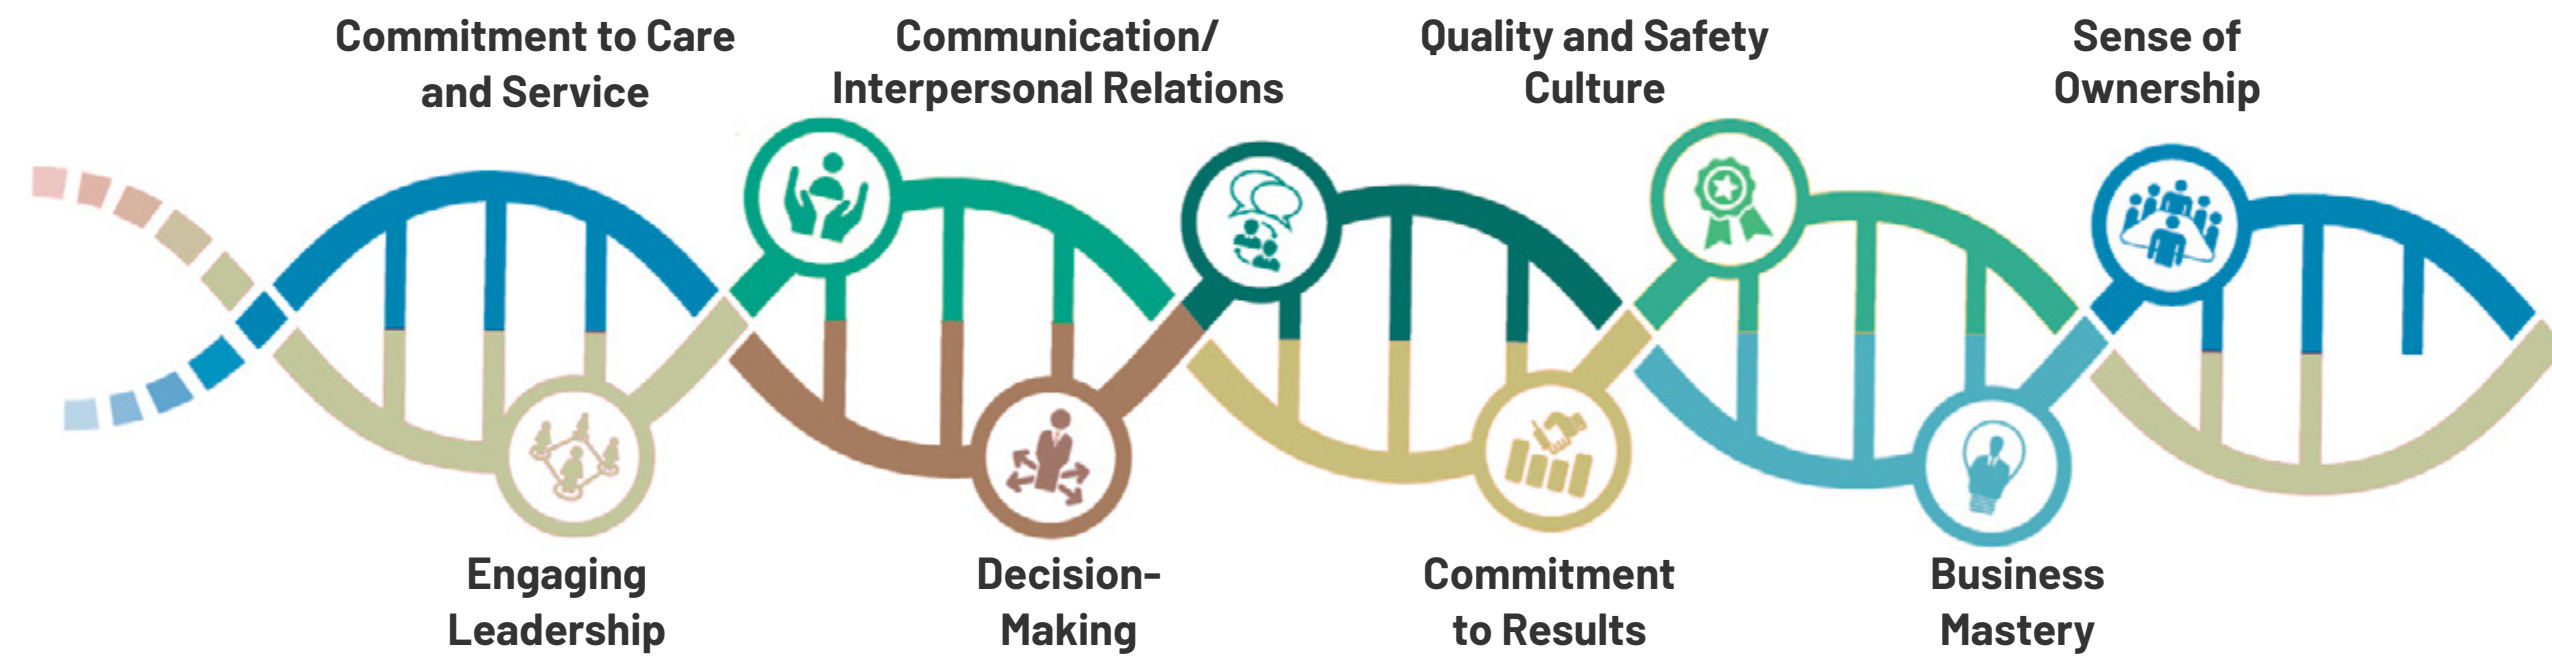 Commitment to Care
and Service
Communication/
Interpersonal Relations
Quality and Safety
Culture
Sense of
Ownership
Engaging
Leadership
Decision-
Making
Commitment
to Results
Business
Mastery